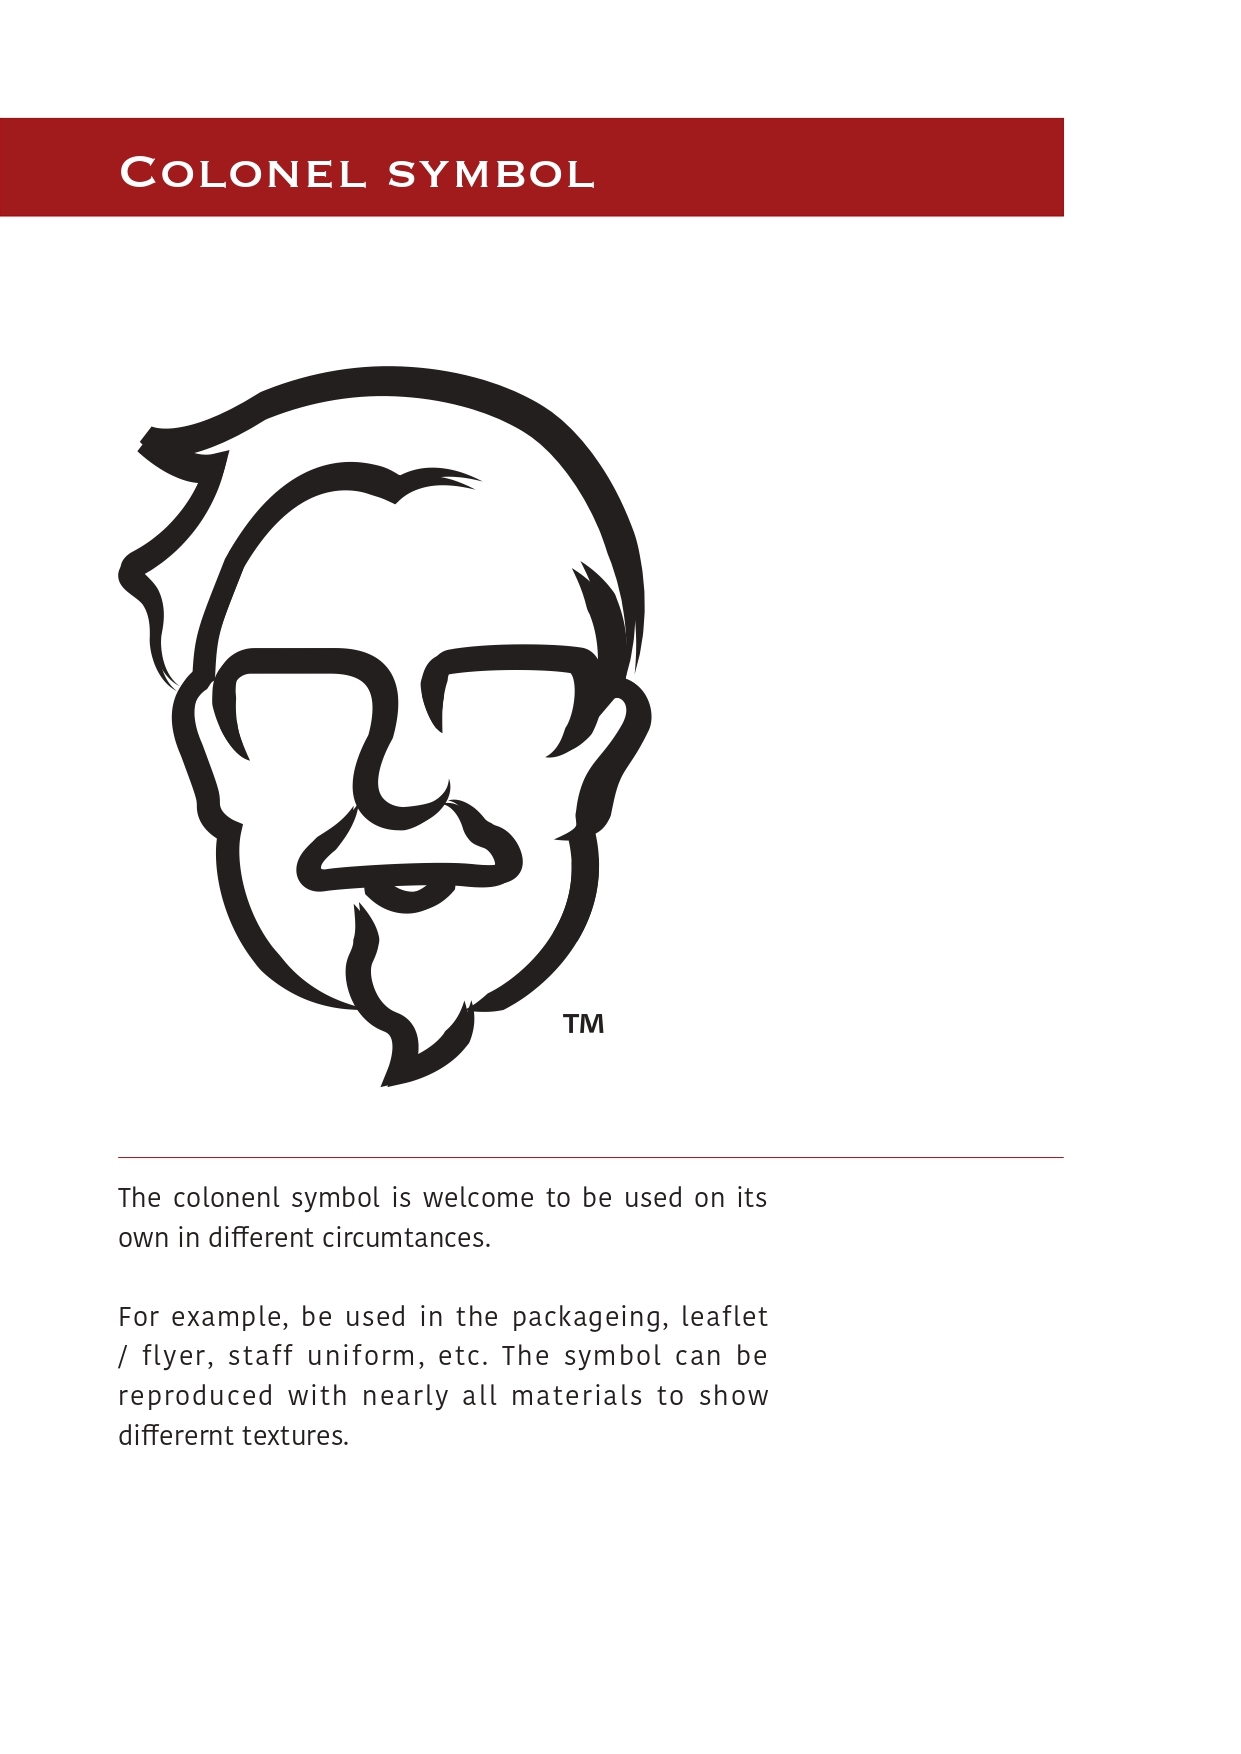 Colonel symbol
TM
The colonenl symbol is welcome to be used on its
own in different circumtances.
For example, be used in the packageing, leaflet
/ flyer, staff uniform, etc. The symbol can be
reproduced with nearly all materials to show
differernt textures.